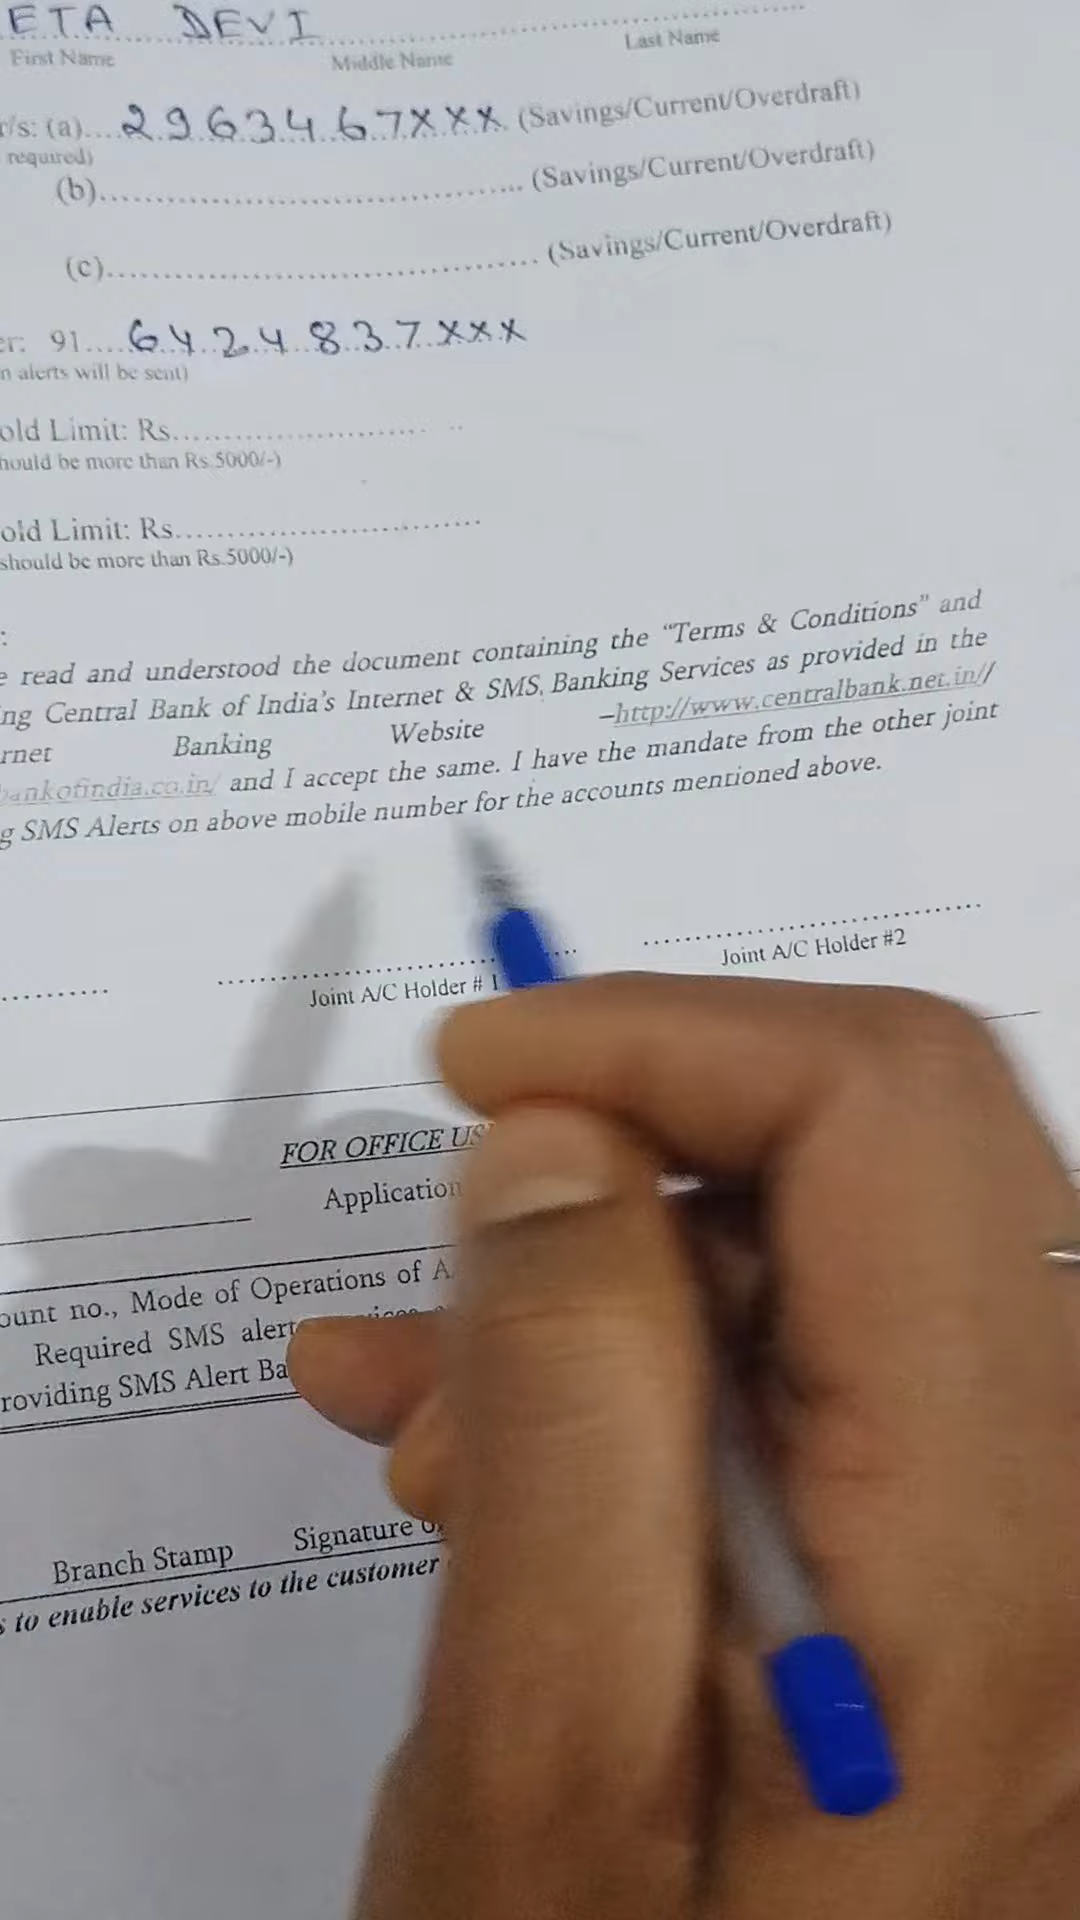 ETA DEVI
First Name Middle Name Last Name
r/s: (a)....2963467XXX. (Savings/Current/Overdraft)
required)
(b)................................................ (Savings/Current/Overdraft)
(c)................................................ (Savings/Current/Overdraft)
er: 91....6424837XXX
n alerts will be sent)
old Limit: Rs............................
hould be more than Rs.5000/-)
old Limit: Rs.................................
should be more than Rs.5000/-)
:
e read and understood the document containing the “Terms & Conditions” and
ng Central Bank of India's Internet & SMS Banking Services as provided in the
rnet Banking Website –http://www.centralbank.net.in//
bankofindia.co.in/ and I accept the same. I have the mandate from the other joint
g SMS Alerts on above mobile number for the accounts mentioned above.
Joint A/C Holder # 1 Joint A/C Holder #2
FOR OFFICE US
Application
ount no., Mode of Operations of A
Required SMS alert
roviding SMS Alert Ba
Branch Stamp Signature o
s to enable services to the customer